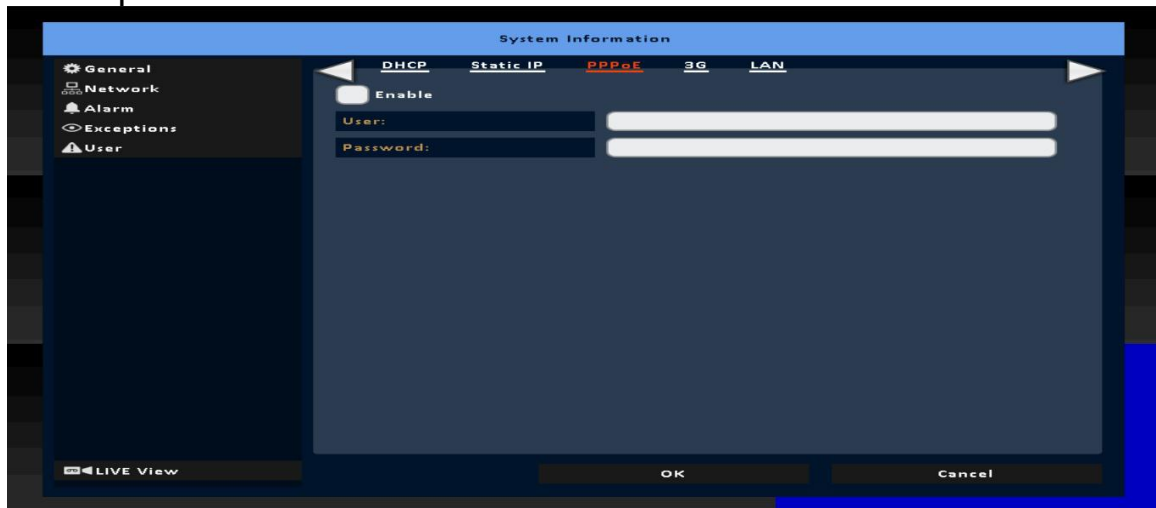 System Information
General
Network
Alarm
Exceptions
User
DHCP Static IP PPPoE 3G LAN
Enable
User:
Password:
LIVE View
OK Cancel